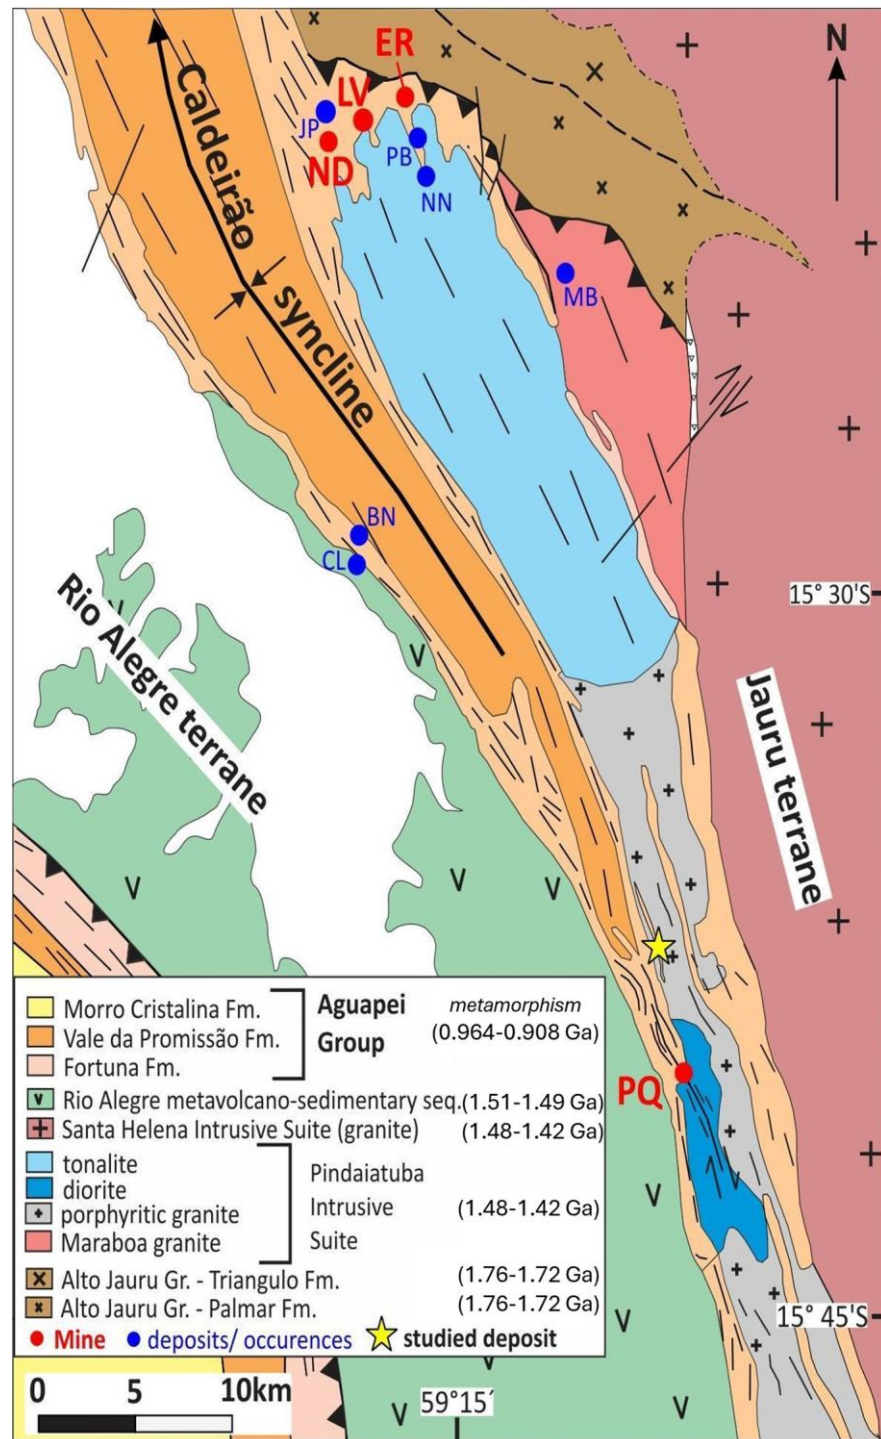 ER
N
LV
JP
ND
PB
NN
MB
Caldeirão
syncline
BN
CL
Rio Alegre terrane
15° 30'S
Jauru terrane
PQ
Morro Cristalina Fm.
Vale da Promissão Fm.
Fortuna Fm.
Aguapei
Group
metamorphism
(0.964-0.908 Ga)
Rio Alegre metavolcano-sedimentary seq.(1.51-1.49 Ga)
Santa Helena Intrusive Suite (granite) (1.48-1.42 Ga)
tonalite
diorite
porphyritic granite
Maraboa granite
Pindaiatuba
Intrusive
Suite
(1.48-1.42 Ga)
Alto Jauru Gr. - Triangulo Fm. (1.76-1.72 Ga)
Alto Jauru Gr. - Palmar Fm. (1.76-1.72 Ga)
Mine deposits/ occurences studied deposit
15° 45'S
0 5 10km
59°15´